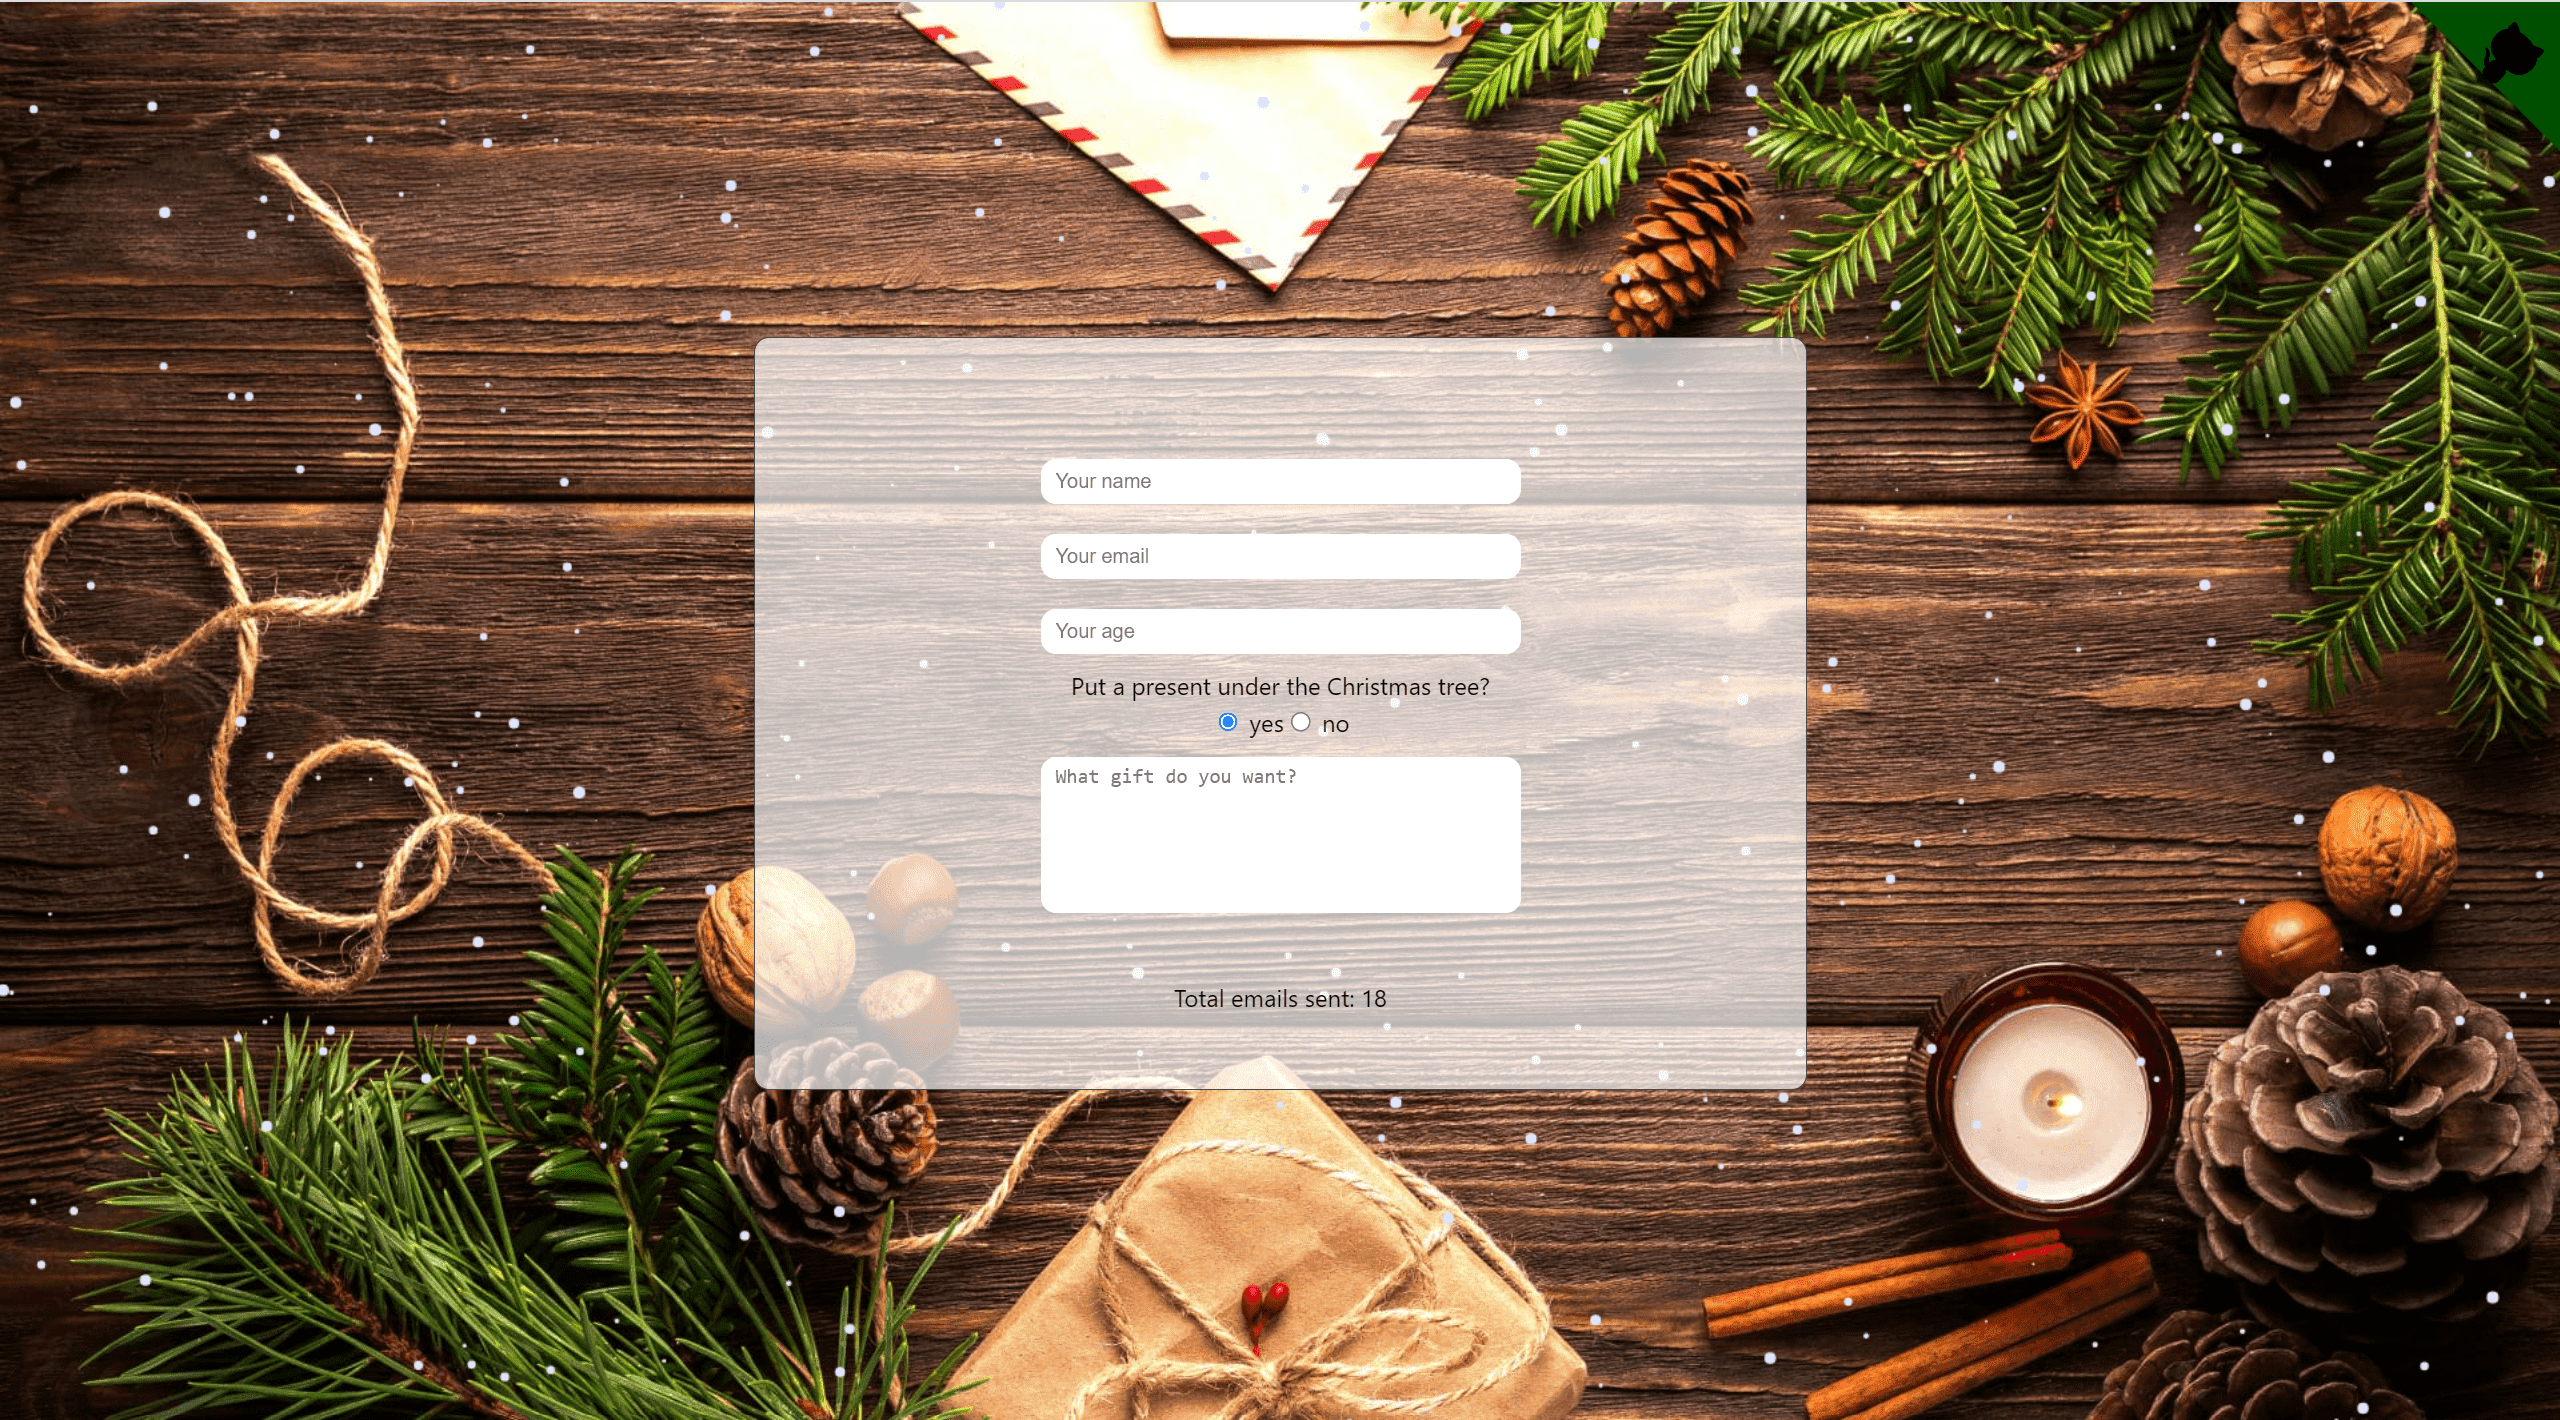 Your name
Your email
Your age
Put a present under the Christmas tree?
yes no
What gift do you want?
Total emails sent: 18